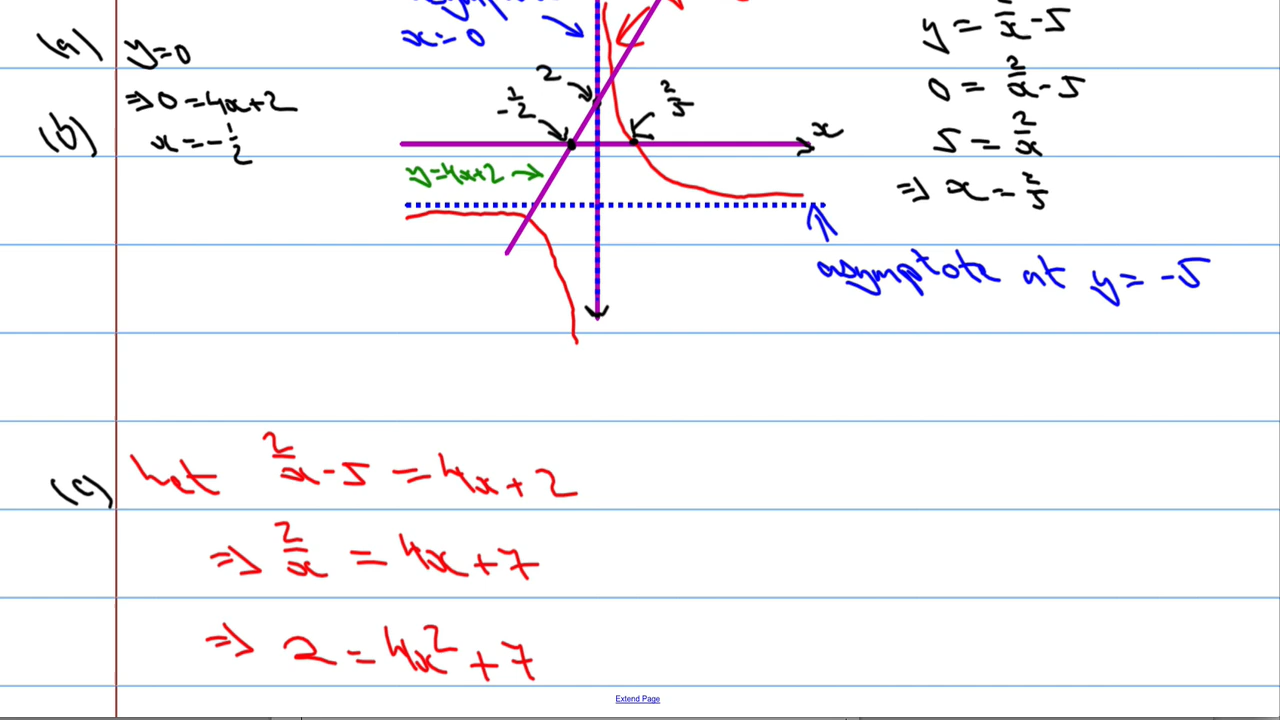 x=0
(a) y=0
⇒ 0 = 4x+2
(b) x = -1/2
2
-1/2
2/5
x
y=4x+2 →
y = 2/x - 5
0 = 2/x - 5
5 = 2/x
⇒ x = 2/5
asymptote at y = -5
(c) Let 2/x - 5 = 4x + 2
⇒ 2/x = 4x + 7
⇒ 2 = 4x² + 7
Extend Page